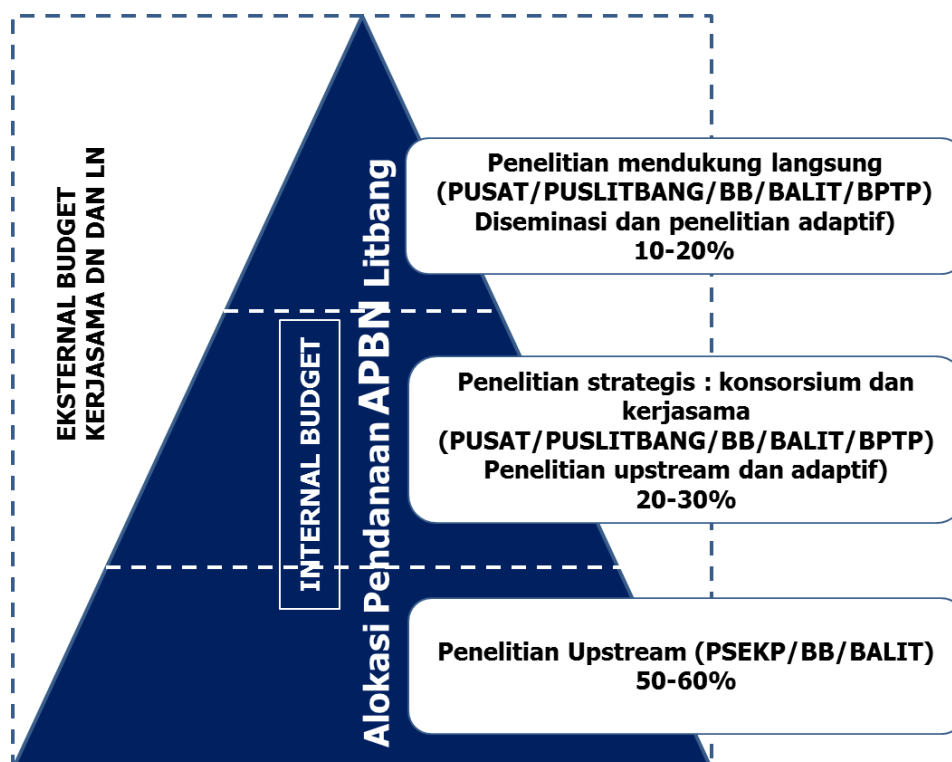 EKSTERNAL BUDGET
KERJASAMA DN DAN LN
INTERNAL BUDGET
Alokasi Pendanaan APBN Litbang
Penelitian mendukung langsung
(PUSAT/PUSLITBANG/BB/BALIT/BPTP)
Diseminasi dan penelitian adaptif)
10-20%
Penelitian strategis : konsorsium dan
kerjasama
(PUSAT/PUSLITBANG/BB/BALIT/BPTP)
Penelitian upstream dan adaptif)
20-30%
Penelitian Upstream (PSEKP/BB/BALIT)
50-60%